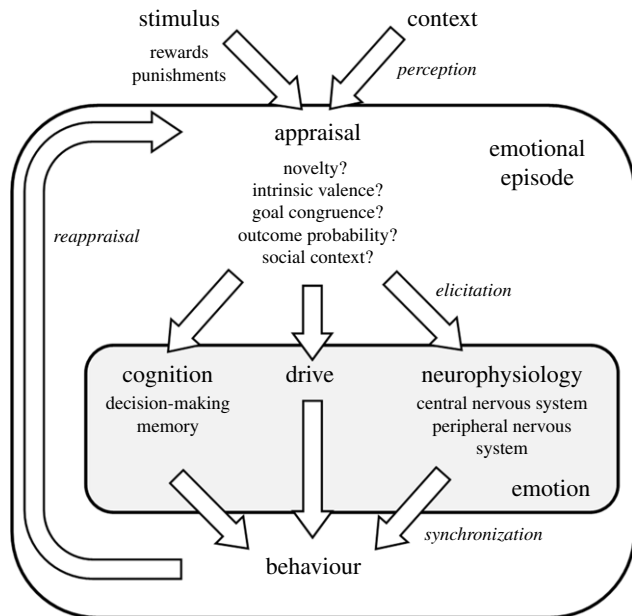 stimulus
context
rewards
punishments
perception
appraisal
emotional
episode
novelty?
intrinsic valence?
goal congruence?
outcome probability?
social context?
reappraisal
elicitation
cognition
decision-making
memory
drive
neurophysiology
central nervous system
peripheral nervous
system
emotion
synchronization
behaviour